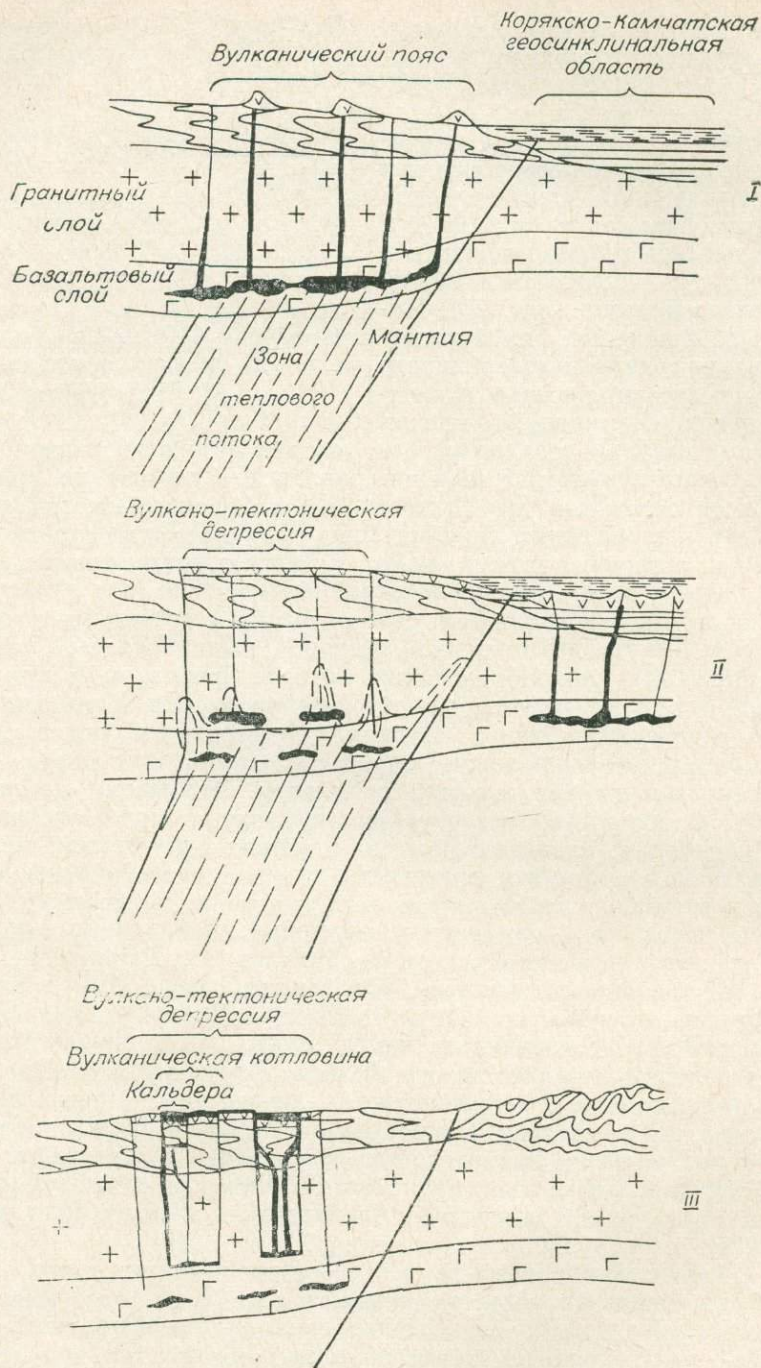 Вулканический пояс
Корякско-Камчатская
геосинклинальная
область
Гранитный
слой
Базальтовый
слой
I
Мантия
Зона
теплового
потока
Вулкано-тектоническая
депрессия
II
Вулкано-тектоническая
депрессия
Вулканическая котловина
Кальдера
III